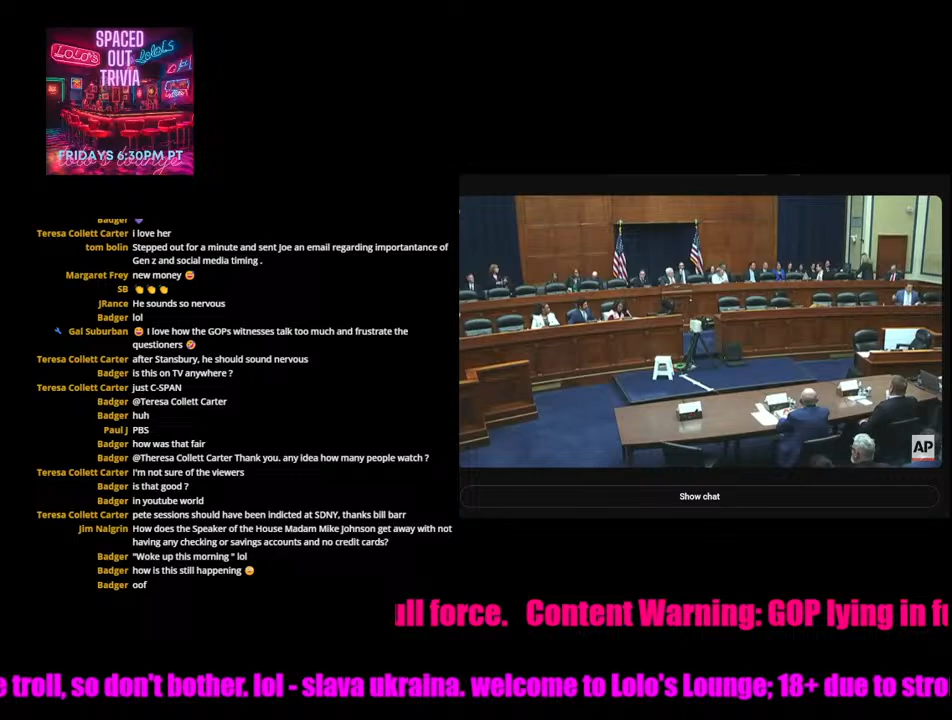 SPACED
OUT
TRIVIA
LOLO'S
FRIDAYS 6:30PM PT
lolo's lounge
Badger 💜
Teresa Collett Carter i love her
tom bolin Stepped out for a minute and sent Joe an email regarding importantance of
Gen z and social media timing .
Margaret Frey new money 🤣
SB 👏 👏 👏
JRance He sounds so nervous
Badger lol
Gal Suburban 🤣 I love how the GOPs witnesses talk too much and frustrate the
questioners 🤣
Teresa Collett Carter after Stansbury, he should sound nervous
Badger is this on TV anywhere ?
Teresa Collett Carter just C-SPAN
Badger @Teresa Collett Carter
Badger huh
Paul J PBS
Badger how was that fair
Badger @Theresa Collett Carter Thank you. any idea how many people watch ?
Teresa Collett Carter I'm not sure of the viewers
Badger is that good ?
Badger in youtube world
Teresa Collett Carter pete sessions should have been indicted at SDNY, thanks bill barr
Jim Nalgrin How does the Speaker of the House Madam Mike Johnson get away with not
having any checking or savings accounts and no credit cards?
Badger "Woke up this morning " lol
Badger how is this still happening
Badger oof
AP
Show chat
ull force. Content Warning: GOP lying in fu
e troll, so don't bother. lol - slava ukraina. welcome to Lolo's Lounge; 18+ due to stro